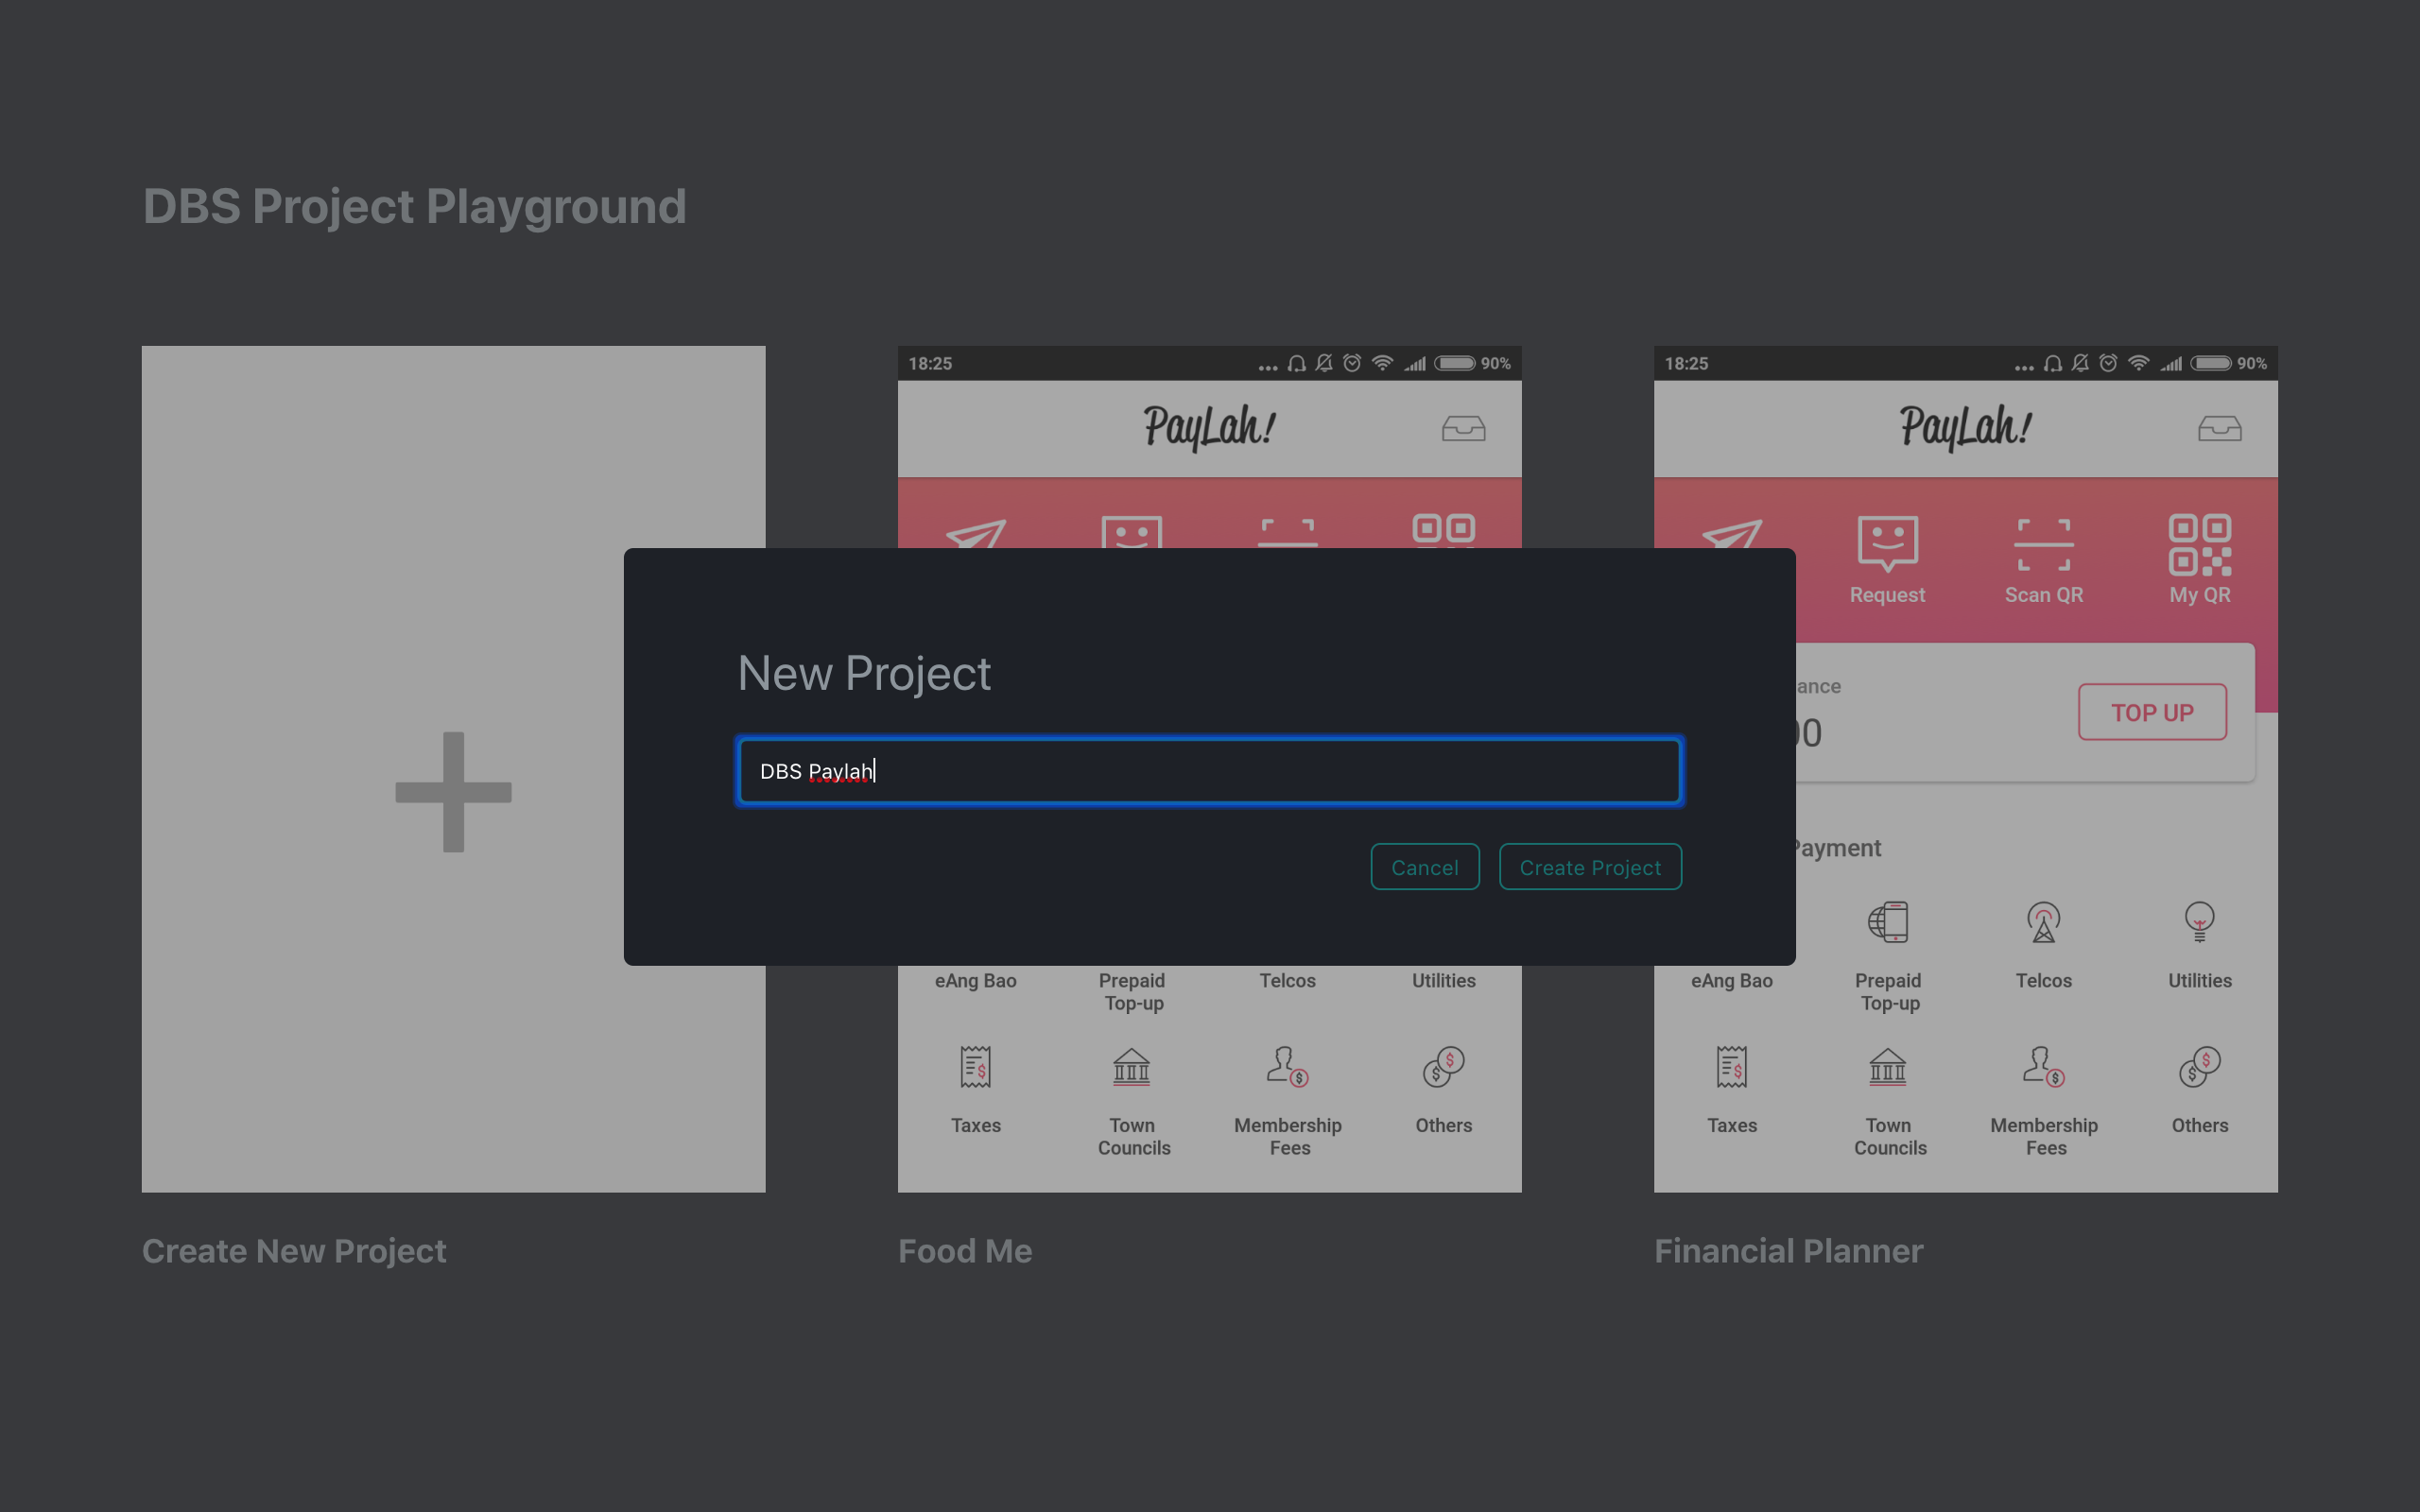 DBS Project Playground
18:25
90%
18:25
90%
PayLah!
PayLah!
Request
Scan QR
My QR
New Project
ance
TOP UP
00
DBS Paylah
Payment
Cancel
Create Project
eAng Bao
Prepaid
Top-up
Telcos
Utilities
eAng Bao
Prepaid
Top-up
Telcos
Utilities
Taxes
Town
Councils
Membership
Fees
Others
Taxes
Town
Councils
Membership
Fees
Others
Create New Project
Food Me
Financial Planner